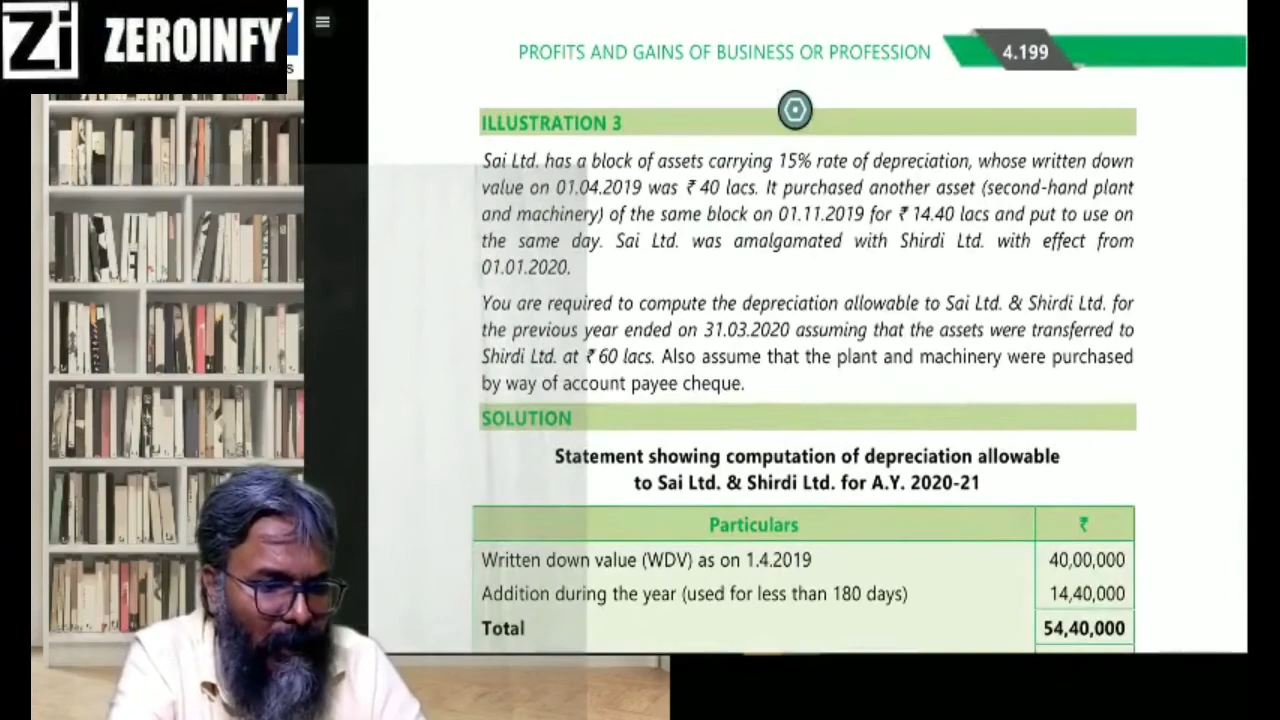 Zi ZEROINFY
S
PROFITS AND GAINS OF BUSINESS OR PROFESSION 4.199
ILLUSTRATION 3
Sai Ltd. has a block of assets carrying 15% rate of depreciation, whose written down
value on 01.04.2019 was ₹ 40 lacs. It purchased another asset (second-hand plant
and machinery) of the same block on 01.11.2019 for ₹ 14.40 lacs and put to use on
the same day. Sai Ltd. was amalgamated with Shirdi Ltd. with effect from
01.01.2020.
You are required to compute the depreciation allowable to Sai Ltd. & Shirdi Ltd. for
the previous year ended on 31.03.2020 assuming that the assets were transferred to
Shirdi Ltd. at ₹ 60 lacs. Also assume that the plant and machinery were purchased
by way of account payee cheque.
SOLUTION
Statement showing computation of depreciation allowable
to Sai Ltd. & Shirdi Ltd. for A.Y. 2020-21
Particulars ₹
Written down value (WDV) as on 1.4.2019 40,00,000
Addition during the year (used for less than 180 days) 14,40,000
Total 54,40,000